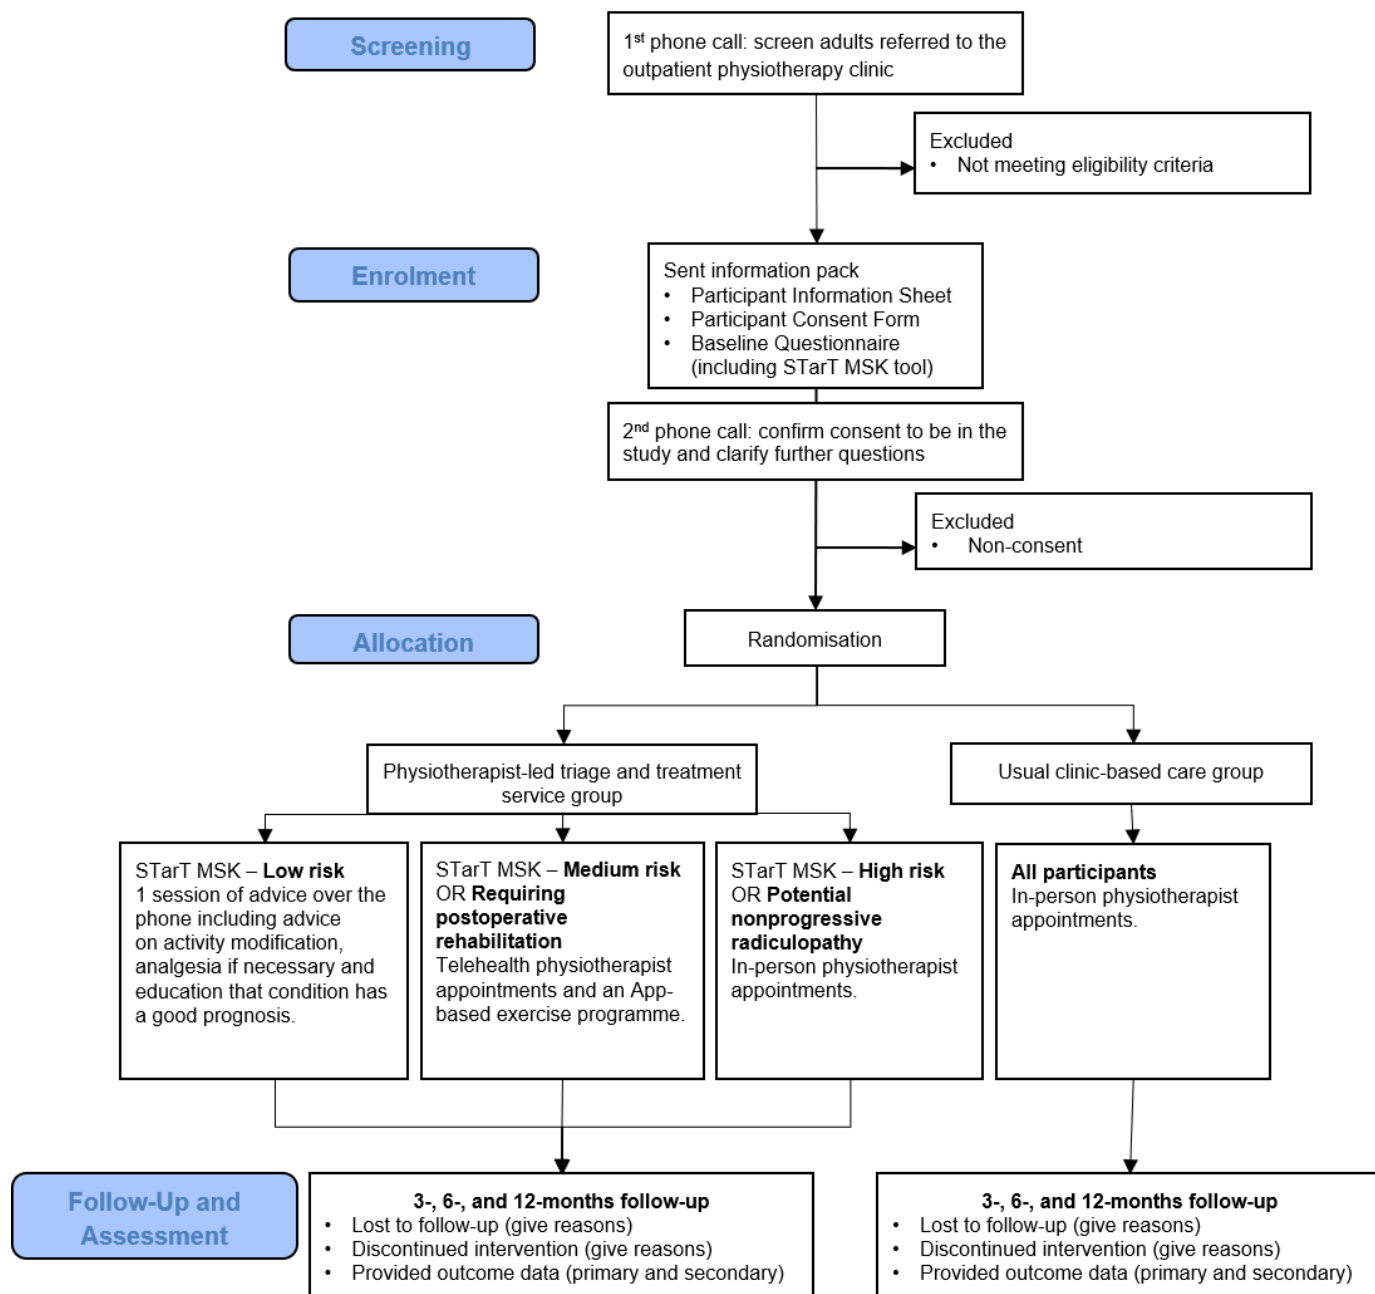 Screening
1st phone call: screen adults referred to the
outpatient physiotherapy clinic
Excluded
• Not meeting eligibility criteria
Enrolment
Sent information pack
• Participant Information Sheet
• Participant Consent Form
• Baseline Questionnaire
(including STarT MSK tool)
2nd phone call: confirm consent to be in the
study and clarify further questions
Excluded
• Non-consent
Allocation
Randomisation
Physiotherapist-led triage and treatment
service group
Usual clinic-based care group
STarT MSK – Low risk
1 session of advice over the
phone including advice
on activity modification,
analgesia if necessary and
education that condition has
a good prognosis.
STarT MSK – Medium risk
OR Requiring
postoperative
rehabilitation
Telehealth physiotherapist
appointments and an App-
based exercise programme.
STarT MSK – High risk
OR Potential
nonprogressive
radiculopathy
In-person physiotherapist
appointments.
All participants
In-person physiotherapist
appointments.
Follow-Up and
Assessment
3-, 6-, and 12-months follow-up
• Lost to follow-up (give reasons)
• Discontinued intervention (give reasons)
• Provided outcome data (primary and secondary)
3-, 6-, and 12-months follow-up
• Lost to follow-up (give reasons)
• Discontinued intervention (give reasons)
• Provided outcome data (primary and secondary)